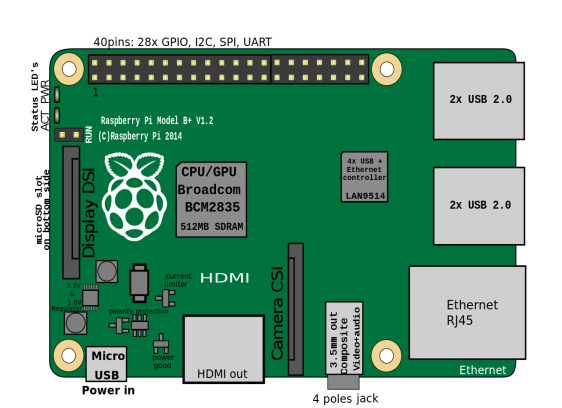 40pins: 28x GPIO, I2C, SPI, UART
1
Status LED's
ACT PWR
RUN
Raspberry Pi Model B+ V1.2
(C)Raspberry Pi 2014
2x USB 2.0
microSD slot
on bottom side
Display DSI
CPU/GPU
Broadcom
BCM2835
512MB SDRAM
4x USB +
Ethernet
controller
LAN9514
2x USB 2.0
3.3V
&
1.8V
Regulator
current
limiter
HDMI
polarity protection
power
good
Camera CSI
Ethernet
RJ45
3.5mm out
Composite
Video+audio
Micro
USB
HDMI out
Ethernet
Power in
4 poles jack